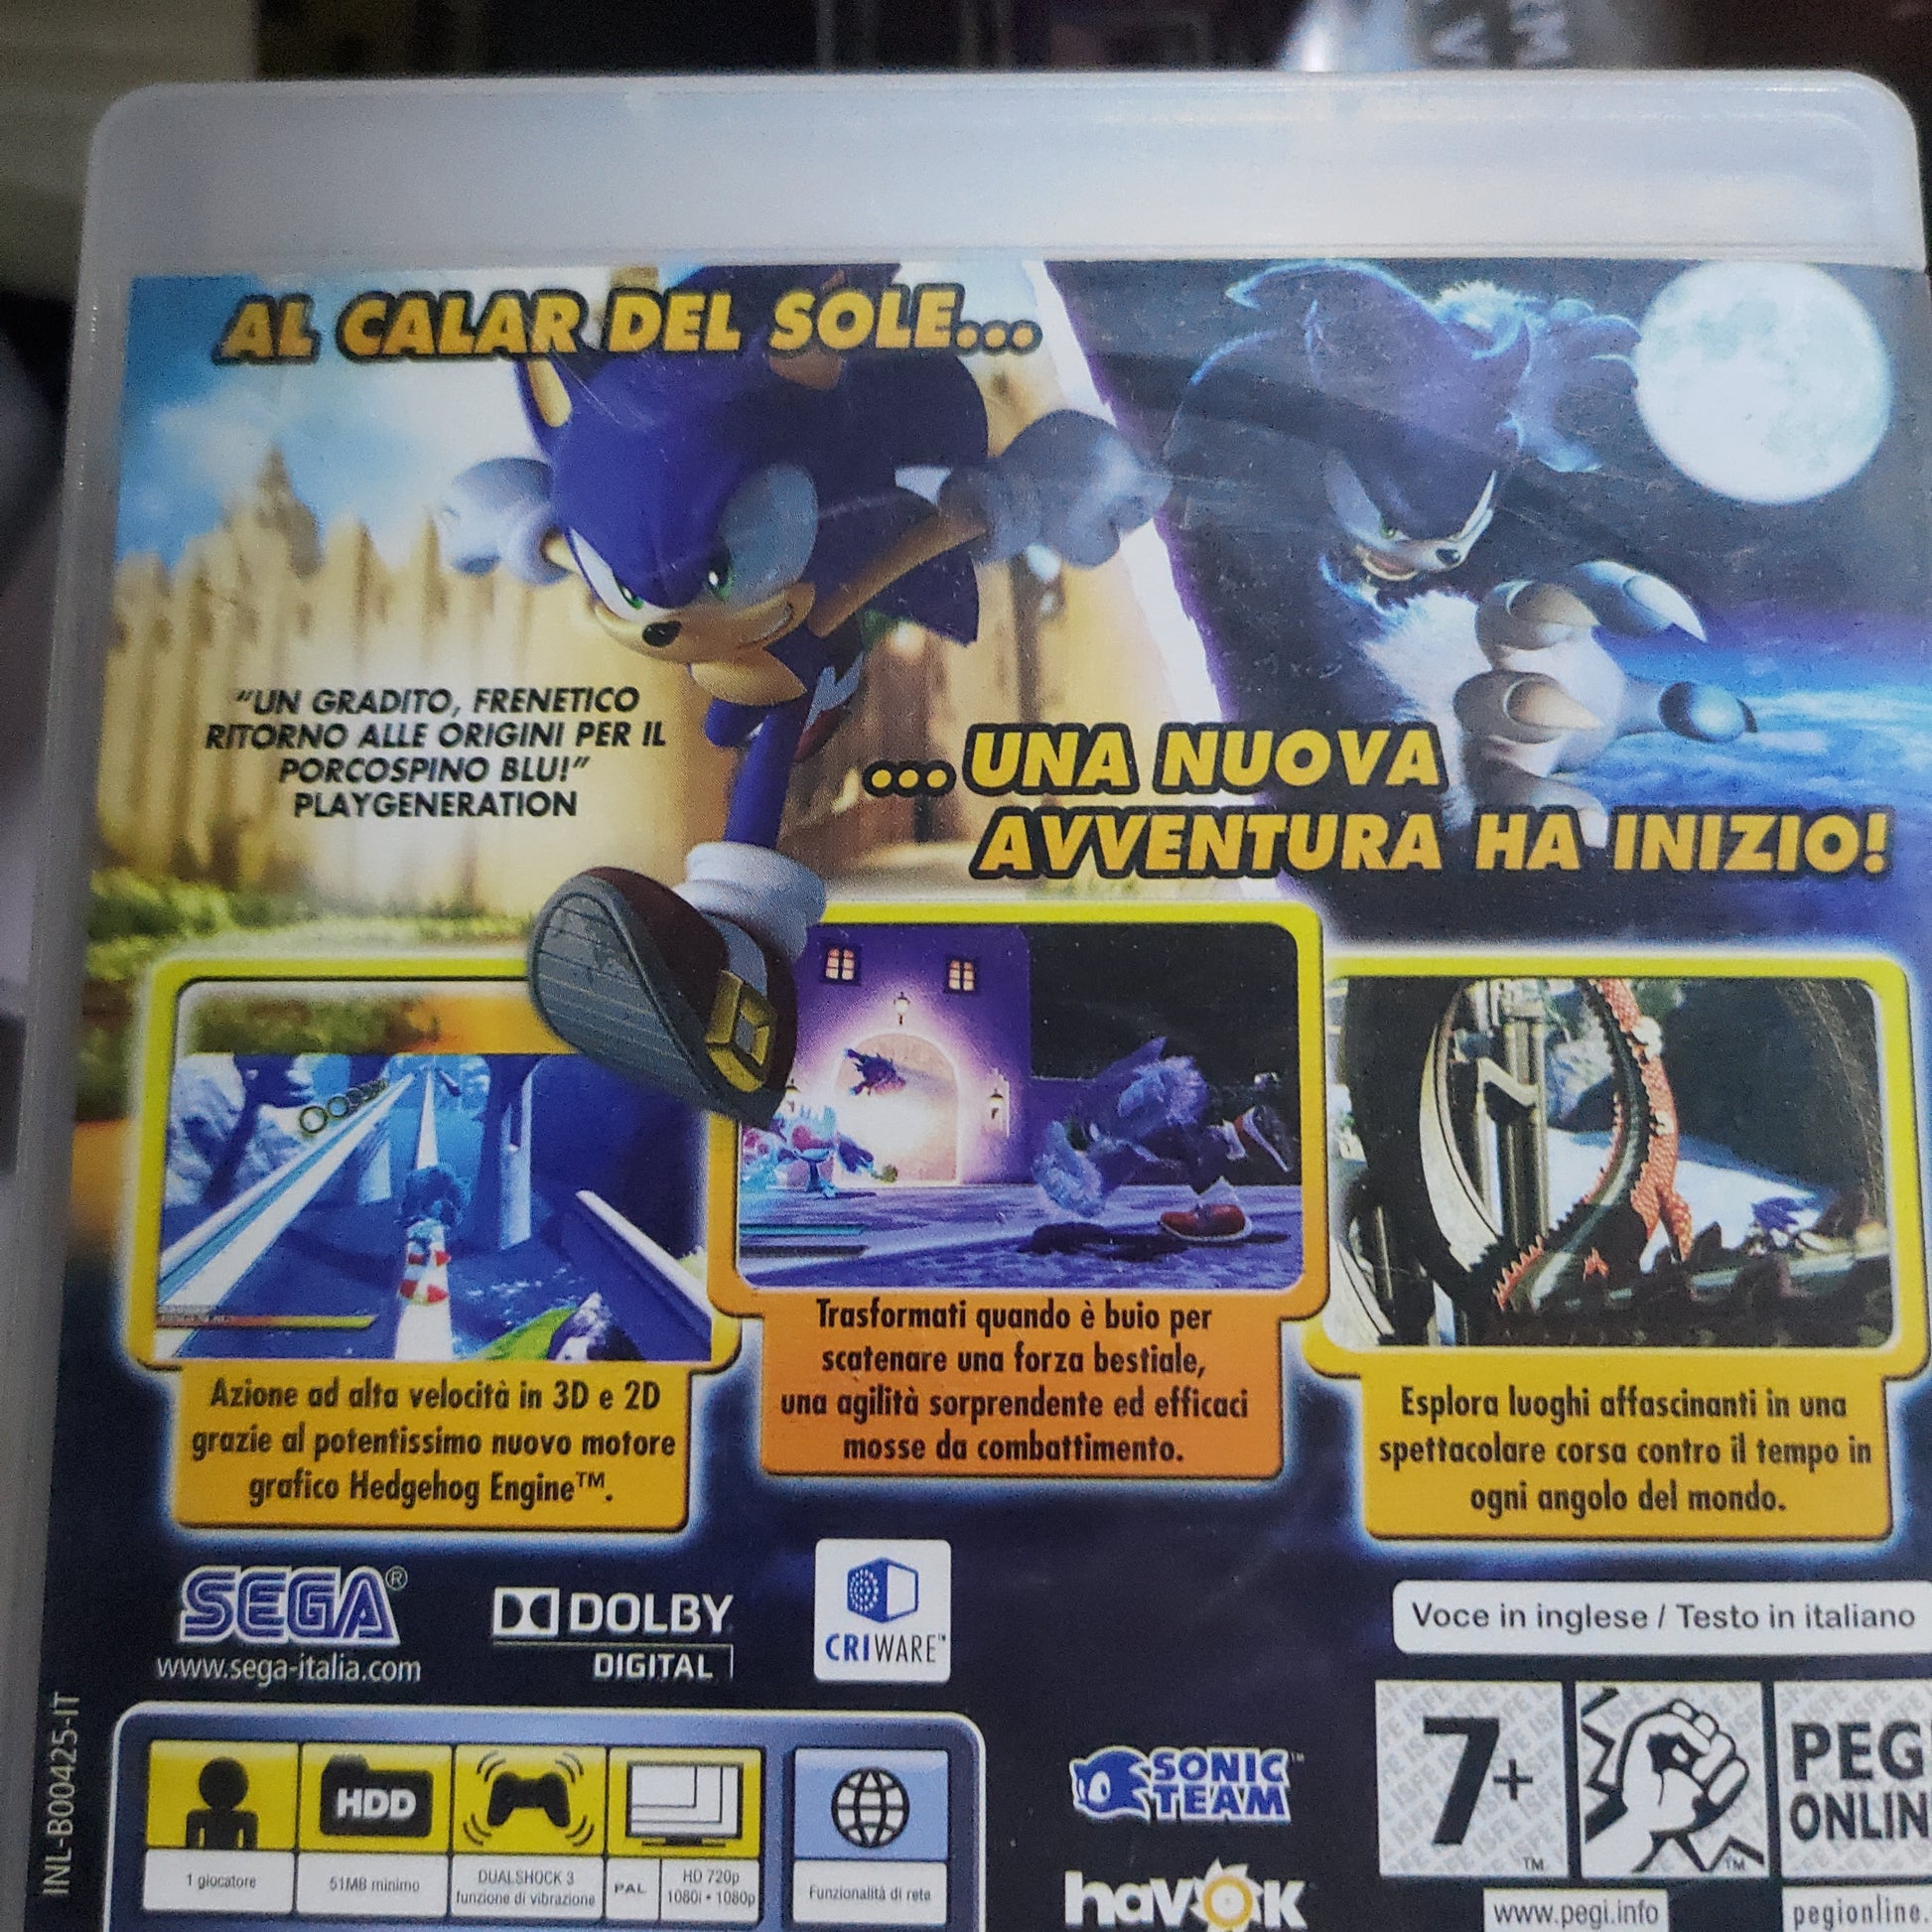 AL CALAR DEL SOLE...
"UN GRADITO, FRENETICO
RITORNO ALLE ORIGINI PER IL
PORCOSPINO BLU!"
PLAYGENERATION
...UNA NUOVA
AVVENTURA HA INIZIO!
Azione ad alta velocità in 3D e 2D
grazie al potentissimo nuovo motore
grafico Hedgehog Engine™.
Trasformati quando è buio per
scatenare una forza bestiale,
una agilità sorprendente ed efficaci
mosse da combattimento.
Esplora luoghi affascinanti in una
spettacolare corsa contro il tempo in
ogni angolo del mondo.
SEGA®
www.sega-italia.com
DOLBY
DIGITAL
CRIWARE™
Voce in inglese / Testo in italiano
INL-B00425-IT
HDD
1 giocatore
51MB minimo
DUALSHOCK 3
funzione di vibrazione
PAL
HD 720p
1080i • 1080p
Funzionalità di rete
SONIC
TEAM™
havok
7+
™
™
PEG
ONLIN
www.pegi.info
pegionline.